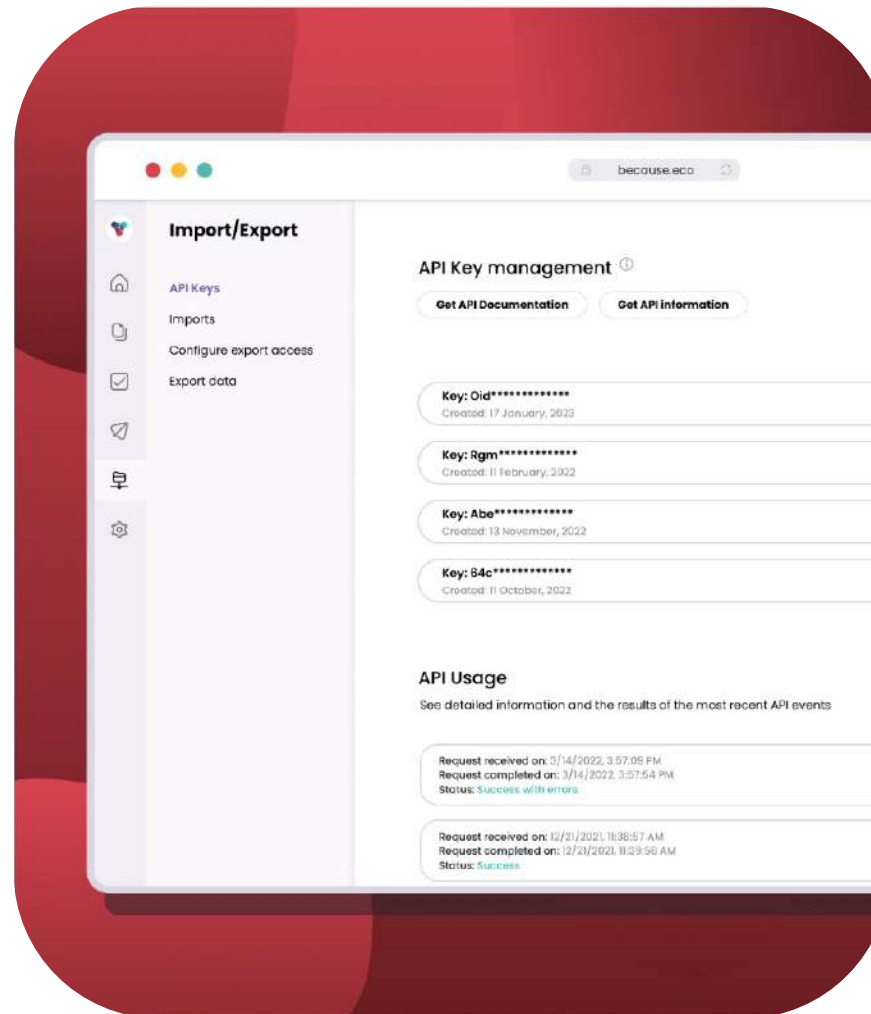 because.eco
Import/Export
API Keys
Imports
Configure export access
Export data
API Key management
Get API Documentation
Get API information
Key: Oid*************
Created: 17 January, 2023
Key: Rgm*************
Created: 11 February, 2022
Key: Abe*************
Created: 13 November, 2022
Key: 64c*************
Created: 11 October, 2022
API Usage
See detailed information and the results of the most recent API events
Request received on: 3/14/2022, 3:57:09 PM
Request completed on: 3/14/2022, 3:57:54 PM
Status: Success with errors
Request received on: 12/21/2021, 11:38:57 AM
Request completed on: 12/21/2021, 11:39:56 AM
Status: Success